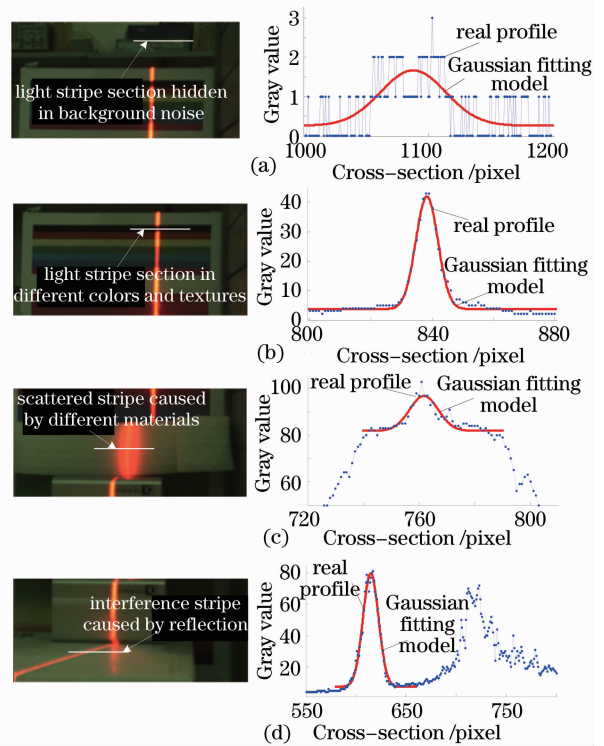 light stripe section hidden
in background noise
Gray value
3
2
1
0
real profile
Gaussian fitting
model
1000
1100
1200
Cross−section /pixel
(a)
light stripe section in
different colors and textures
Gray value
40
30
20
10
0
real profile
Gaussian fitting
model
800
840
880
Cross−section /pixel
(b)
scattered stripe caused
by different materials
Gray value
100
80
60
real profile
Gaussian fitting
model
720
760
800
Cross−section /pixel
(c)
interference stripe
caused by reflection
Gray value
80
60
40
20
real
profile
Gaussian
fitting
model
550
650
750
Cross−section /pixel
(d)